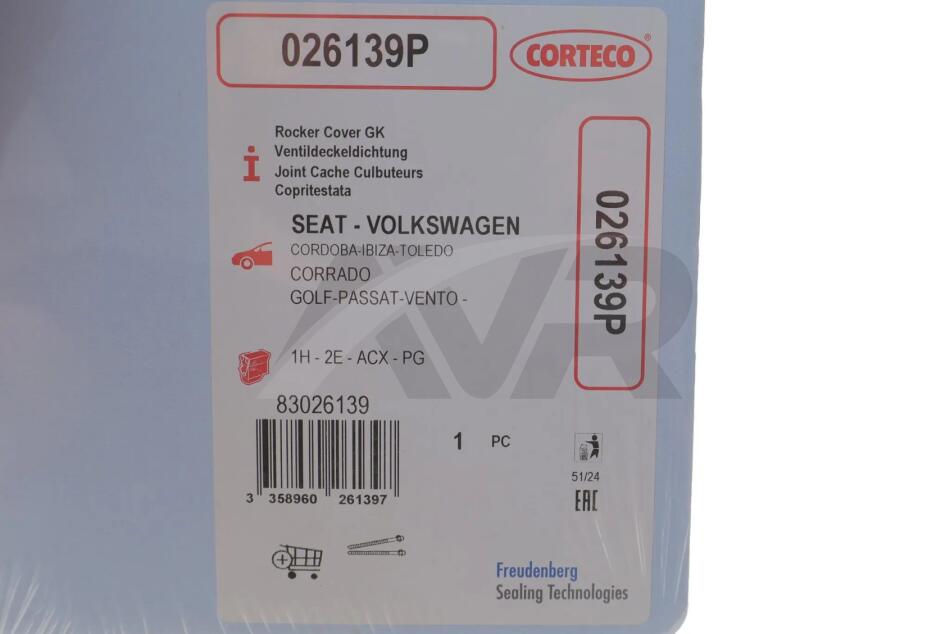 026139P
CORTECO®
Rocker Cover GK
Ventildeckeldichtung
Joint Cache Culbuteurs
Copritestata
SEAT - VOLKSWAGEN
CORDOBA-IBIZA-TOLEDO
CORRADO
GOLF-PASSAT-VENTO -
026139P
1H - 2E - ACX - PG
83026139
3 358960 261397
1 PC
51/24
EAC
Freudenberg
Sealing Technologies
AVR